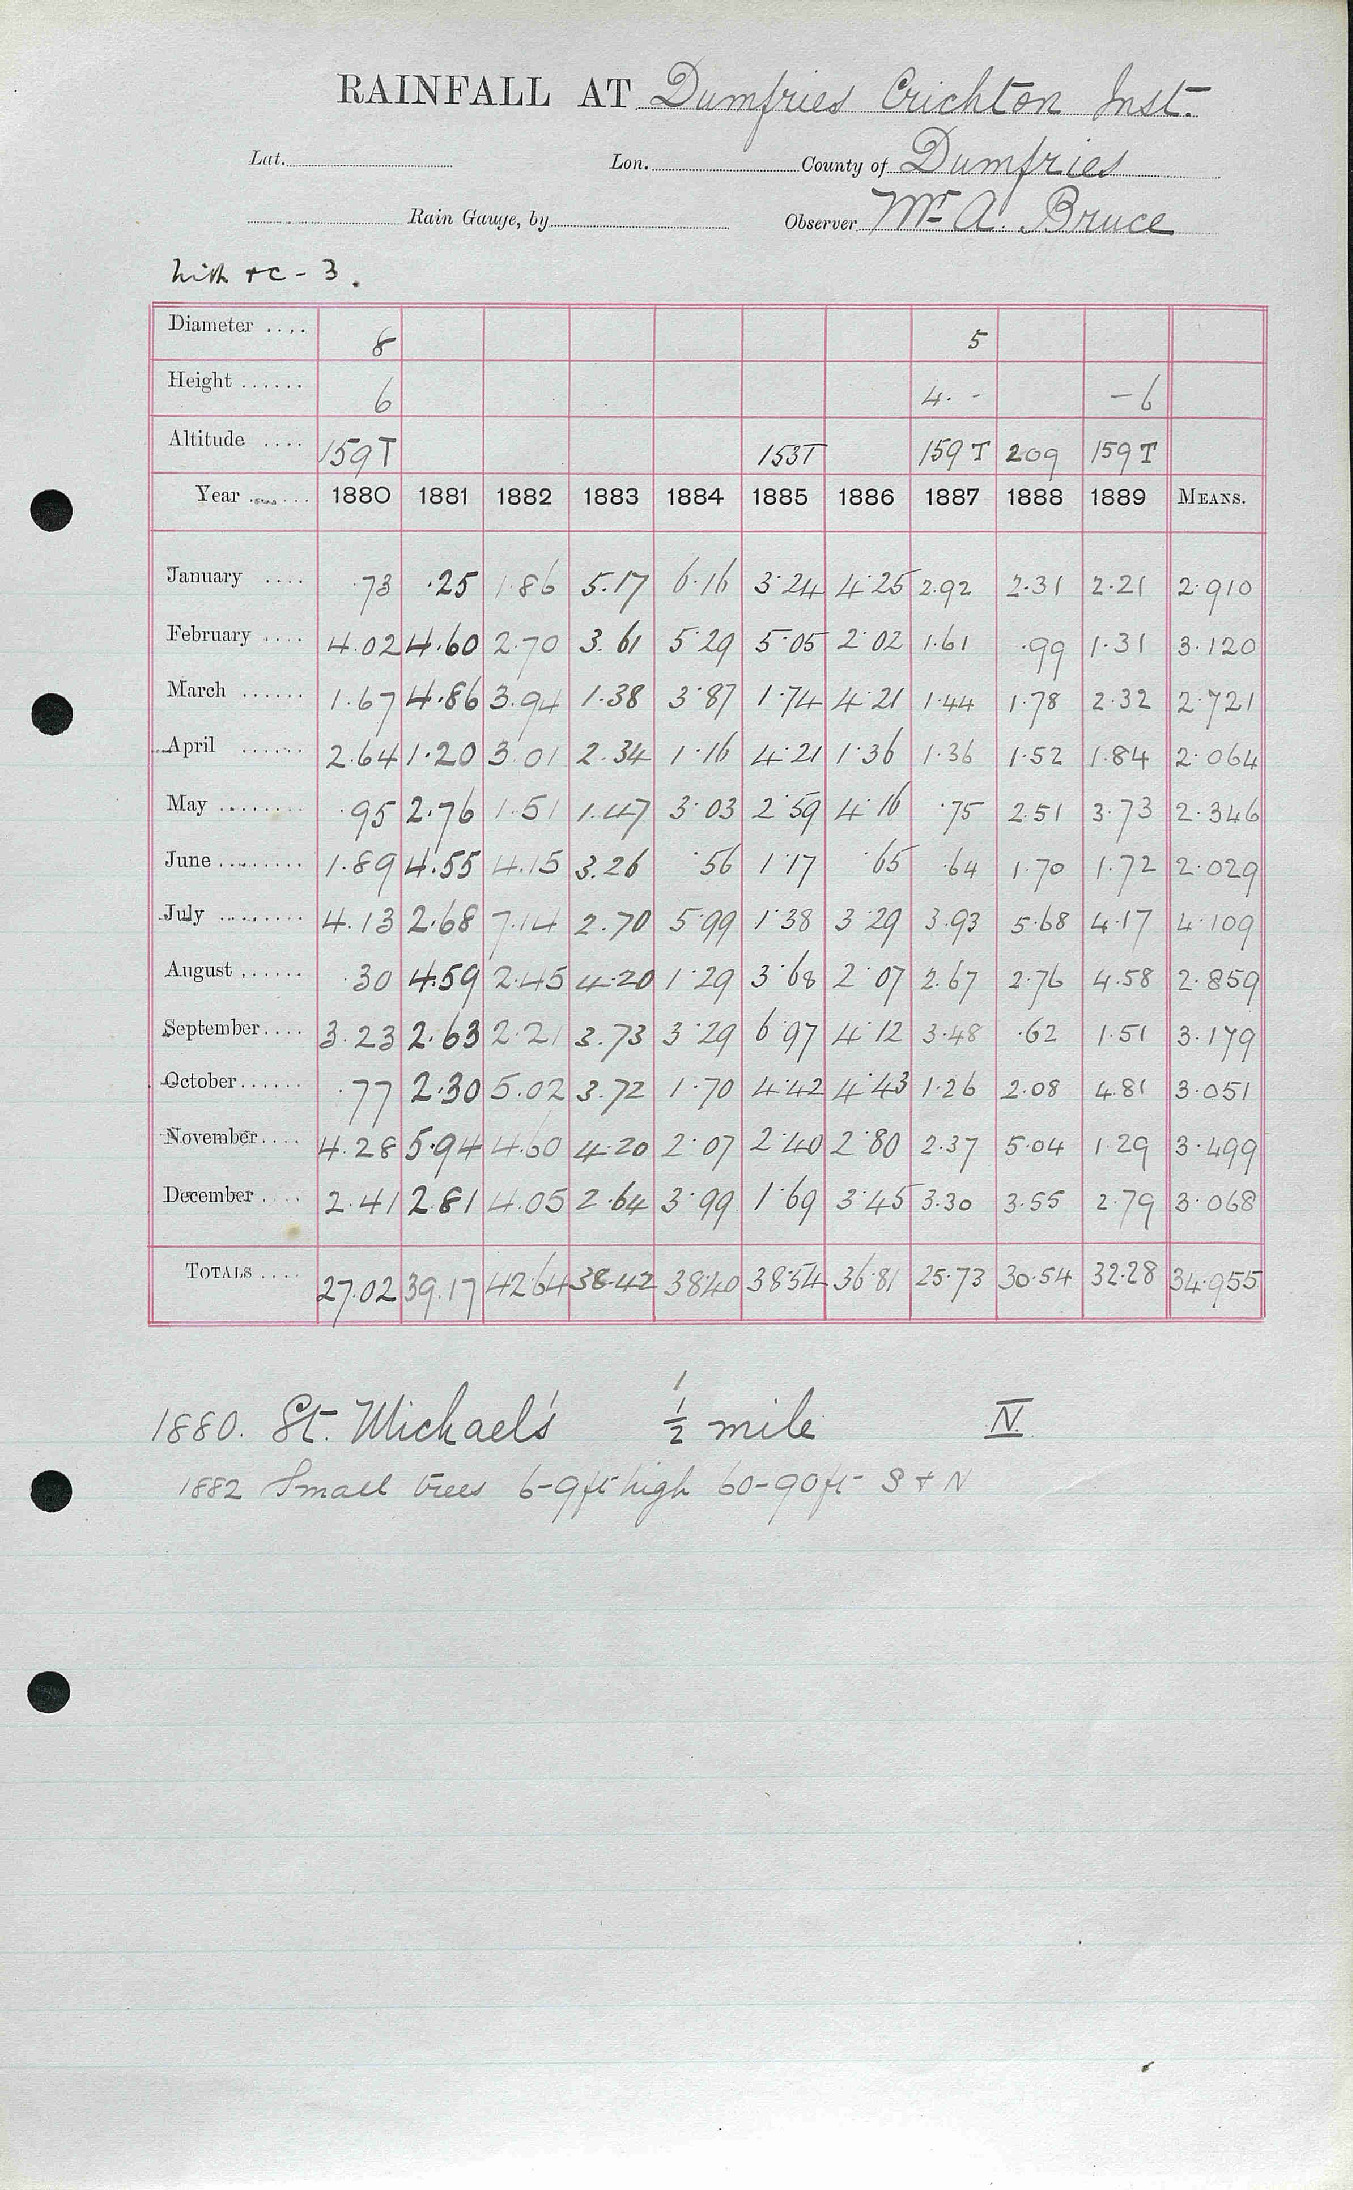 RAINFALL AT Dumfries Crichton Inst.
Lat. Lon. County of Dumfries
Rain Gauge, by Observer Mr. A. Bruce
Diameter .... 8 5
Height ...... 6 4. - - 6
Altitude .... 159T 153T 159T 209 159T
Year 1880 1881 1882 1883 1884 1885 1886 1887 1888 1889 MEANS.
January .... .73 .25 1.86 5.17 6.16 3.24 4.25 2.92 2.31 2.21 2.910
February .... 4.02 4.60 2.70 3.61 5.29 5.05 2.02 1.61 .99 1.31 3.120
March ...... 1.67 4.86 3.94 1.38 3.87 1.74 4.21 1.44 1.78 2.32 2.721
April ...... 2.64 1.20 3.01 2.34 1.16 4.21 1.36 1.36 1.52 1.84 2.064
May ........ .95 2.76 1.51 1.47 3.03 2.59 4.16 .75 2.51 3.73 2.346
June ........ 1.89 4.55 4.15 3.26 .56 1.17 .65 .64 1.70 1.72 2.029
July ........ 4.13 2.68 7.14 2.70 5.99 1.38 3.29 3.93 5.68 4.17 4.109
August ...... .30 4.59 2.45 4.20 1.29 3.68 2.07 2.67 2.76 4.58 2.859
September.... 3.23 2.63 2.21 3.73 3.29 6.97 4.12 3.48 .62 1.51 3.179
October...... .77 2.30 5.02 3.72 1.70 4.42 4.43 1.26 2.08 4.81 3.051
November.... 4.28 5.94 4.60 4.20 2.07 2.40 2.80 2.37 5.04 1.29 3.499
December .... 2.41 2.81 4.05 2.64 3.99 1.69 3.45 3.30 3.55 2.79 3.068
TOTALS .... 27.02 39.17 42.64 38.42 38.40 38.54 36.81 25.73 30.54 32.28 34.955
1880. St. Michael's 1/2 mile IV.
1882 Small trees 6-9ft high 60-90ft S & N